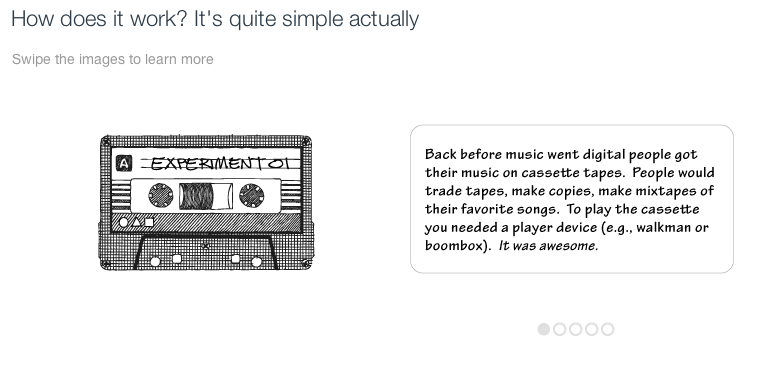 How does it work? It's quite simple actually
Swipe the images to learn more
A EXPERIMENT 01
Back before music went digital people got
their music on cassette tapes. People would
trade tapes, make copies, make mixtapes of
their favorite songs. To play the cassette
you needed a player device (e.g., walkman or
boombox). It was awesome.